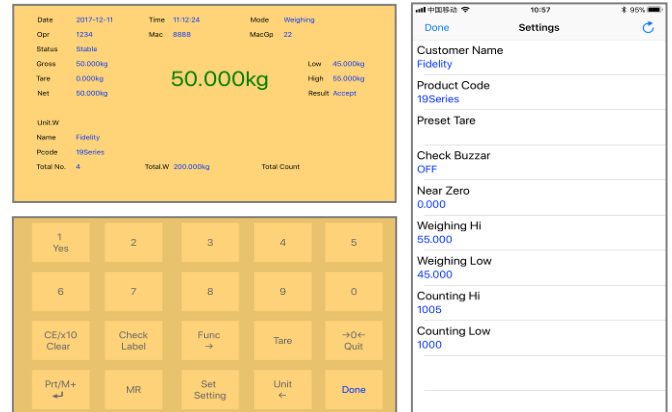 Date 2017-12-11 Time 11:12:24 Mode Weighing
Opr 1234 Mac 8888 MacGp 22
Status Stable
Gross 50.000kg Low 45.000kg
Tare 0.000kg 50.000kg High 55.000kg
Net 50.000kg Result Accept
Unit.W
Name Fidelity
Pcode 19Series
Total No. 4 Total.W 200.000kg Total Count
1 2 3 4 5
Yes
6 7 8 9 0
CE/x10 Check Func Tare →0←
Clear Label → Quit
Prt/M+ MR Set Unit Done
↵ Setting ←
中国移动 10:57 95%
Done Settings
Customer Name
Fidelity
Product Code
19Series
Preset Tare
Check Buzzar
OFF
Near Zero
0.000
Weighing Hi
55.000
Weighing Low
45.000
Counting Hi
1005
Counting Low
1000